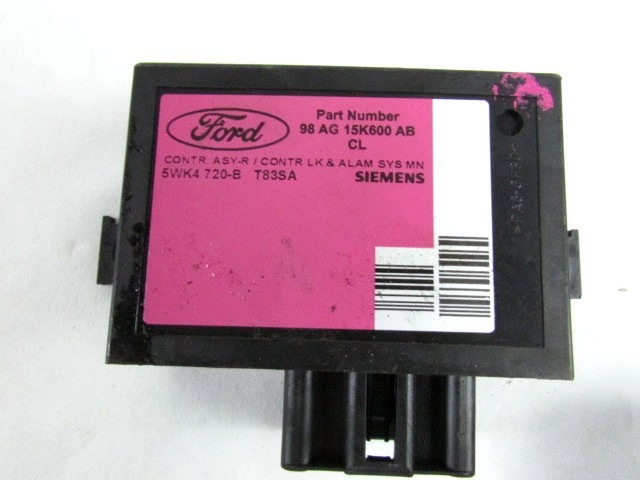 Ford
Part Number
98 AG 15K600 AB
CL
CONTR. ASY-R / CONTR LK & ALAM SYS MN
5WK4 720-B T83SA
SIEMENS